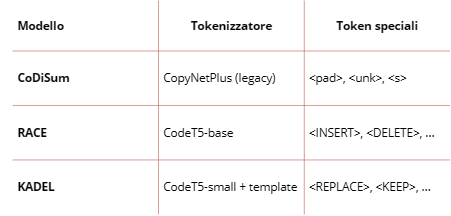 Modello Tokenizzatore Token speciali
CoDiSum CopyNetPlus (legacy) <pad>, <unk>, <s>
RACE CodeT5-base <INSERT>, <DELETE>, ...
KADEL CodeT5-small + template <REPLACE>, <KEEP>, ...